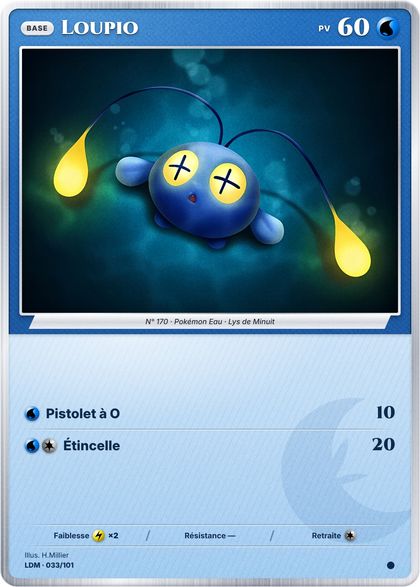 BASE LOUPIO PV 60
N° 170 · Pokémon Eau · Lys de Minuit
Pistolet à O 10
Étincelle 20
Faiblesse ×2 / Résistance — / Retraite
Illus. H.Millier
LDM · 033/101